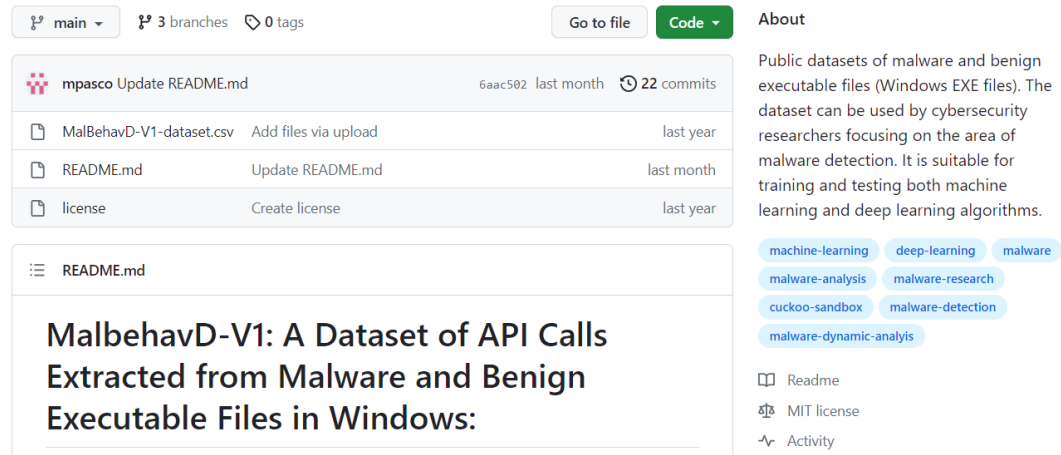 main
3 branches
0 tags
Go to file
Code
mpasco Update README.md
6aac502 last month
22 commits
MalBehavD-V1-dataset.csv Add files via upload last year
README.md Update README.md last month
license Create license last year
README.md
MalbehavD-V1: A Dataset of API Calls
Extracted from Malware and Benign
Executable Files in Windows:
About
Public datasets of malware and benign
executable files (Windows EXE files). The
dataset can be used by cybersecurity
researchers focusing on the area of
malware detection. It is suitable for
training and testing both machine
learning and deep learning algorithms.
machine-learning deep-learning malware
malware-analysis malware-research
cuckoo-sandbox malware-detection
malware-dynamic-analyis
Readme
MIT license
Activity